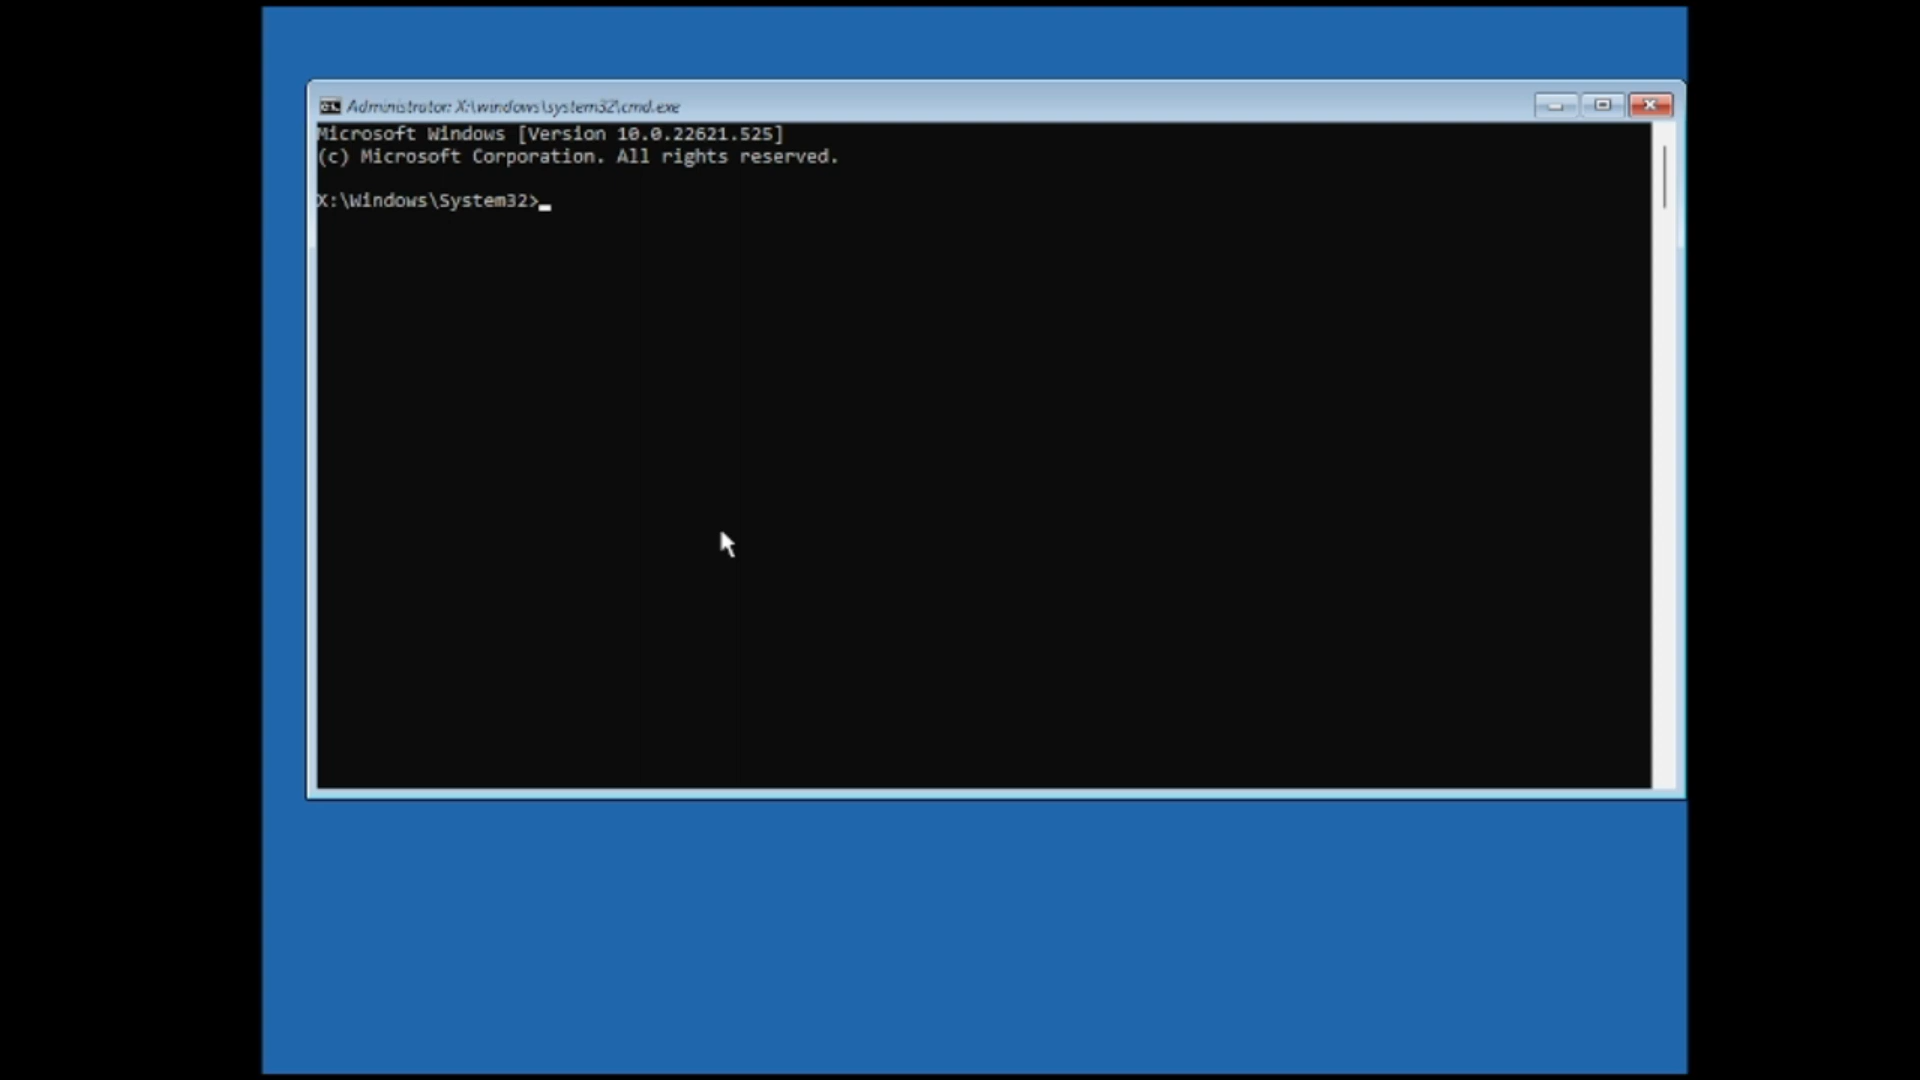 Administrator: X:\windows\system32\cmd.exe
Microsoft Windows [Version 10.0.22621.525]
(c) Microsoft Corporation. All rights reserved.
X:\Windows\System32>